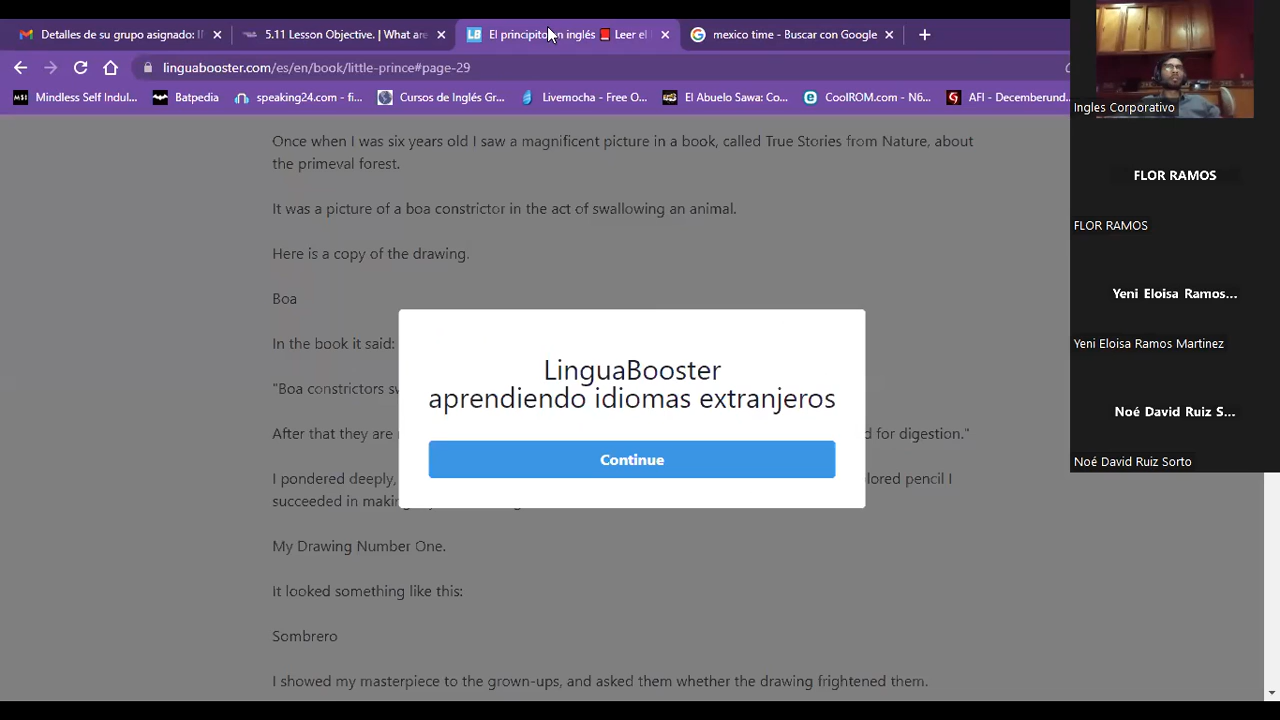 Detalles de su grupo asignado: If
5.11 Lesson Objective. | What are
El principito en inglés 📕 Leer el
mexico time - Buscar con Google
linguabooster.com/es/en/book/little-prince#page-29
Mindless Self Indul...
Batpedia
speaking24.com - fi...
Cursos de Inglés Gr...
Livemocha - Free O...
El Abuelo Sawa: Co...
CoolROM.com - N6...
AFI - Decemberund...
Once when I was six years old I saw a magnificent picture in a book, called True Stories from Nature, about
the primeval forest.
It was a picture of a boa constrictor in the act of swallowing an animal.
Here is a copy of the drawing.
Boa
In the book it said:
"Boa constrictors
After that they are
d for digestion."
I pondered deeply,
lored pencil I
succeeded in
My Drawing Number One.
It looked something like this:
Sombrero
I showed my masterpiece to the grown-ups, and asked them whether the drawing frightened them.
LinguaBooster
aprendiendo idiomas extranjeros
Continue
Ingles Corporativo
FLOR RAMOS
FLOR RAMOS
Yeni Eloisa Ramos...
Yeni Eloisa Ramos Martinez
Noé David Ruiz S...
Noé David Ruiz Sorto